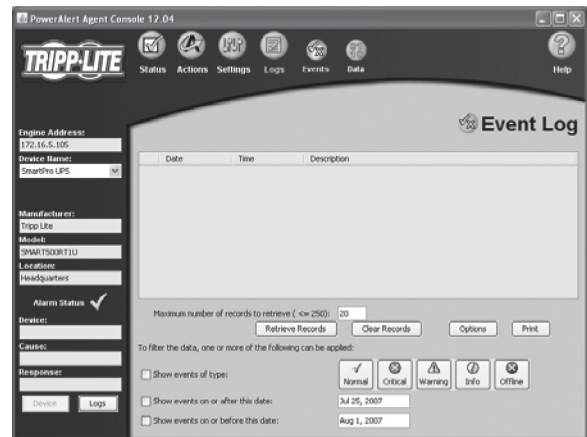 PowerAlert Agent Console 12.04
TRIPP·LITE
Status Actions Settings Logs Events Data Help
Event Log
Engine Address:
172.16.5.105
Device Name:
SmartPro UPS
Manufacturer:
Tripp Lite
Model:
SMART500RT1U
Location:
Headquarters
Alarm Status
Device:
Cause:
Response:
Device Logs
Date Time Description
Maximum number of records to retrieve ( <= 250): 20
Retrieve Records Clear Records Options Print
To filter the data, one or more of the following can be applied:
Show events of type:
Normal Critical Warning Info Offline
Show events on or after this date: Jul 25, 2007
Show events on or before this date: Aug 1, 2007